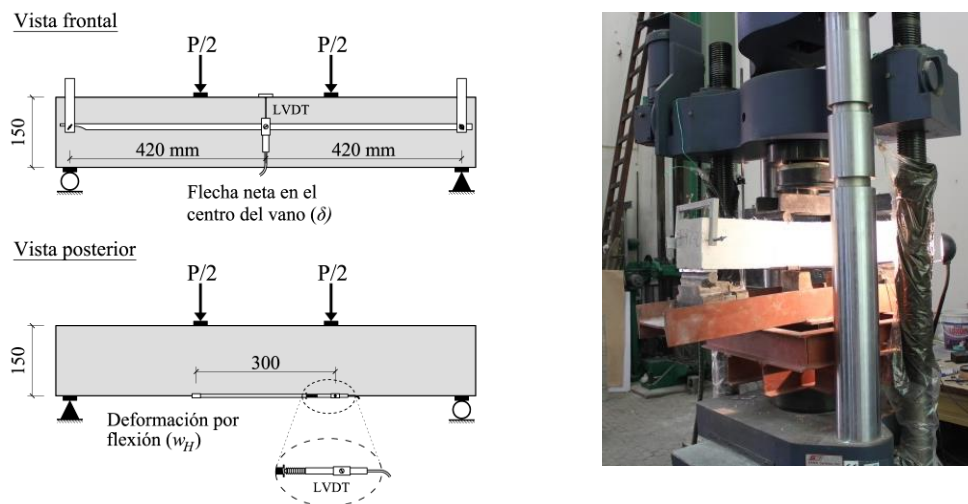 Vista frontal
P/2 P/2
LVDT
150
420 mm 420 mm
Flecha neta en el
centro del vano (δ)
Vista posterior
P/2 P/2
150
300
Deformación por
flexión (w_H)
LVDT